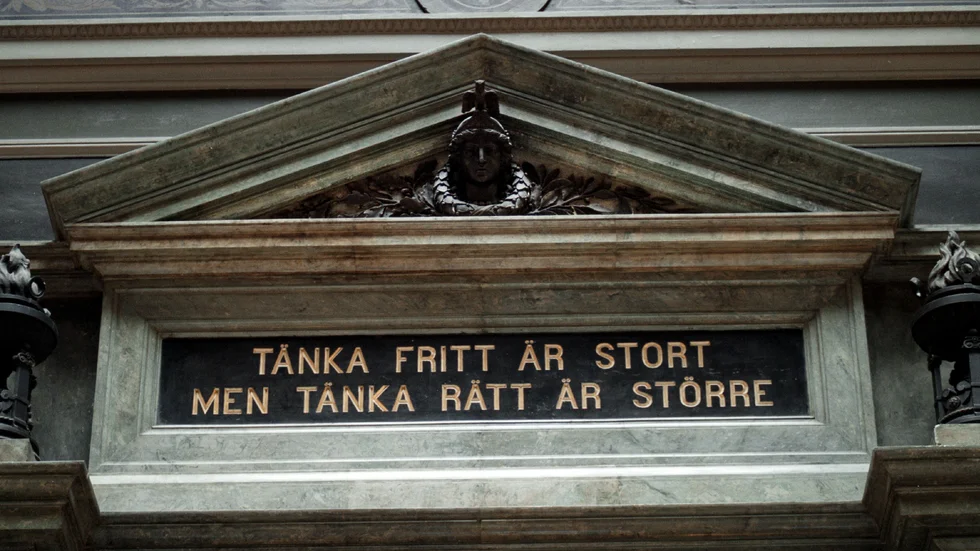 TÄNKA FRITT ÄR STORT
MEN TÄNKA RÄTT ÄR STÖRRE